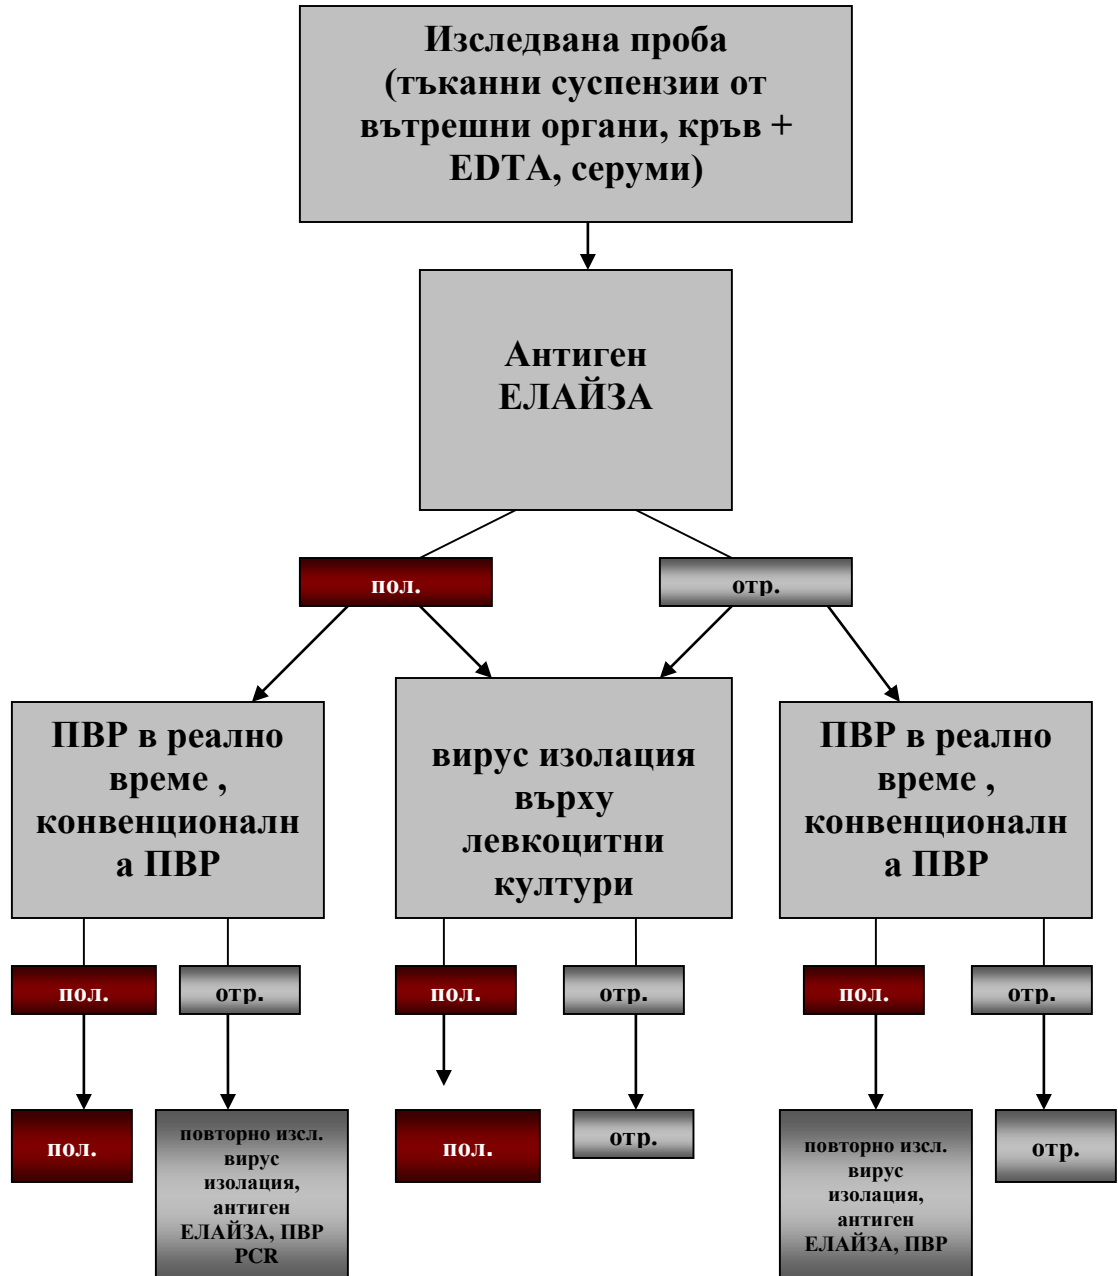 Изследвана проба
(тъканни суспензии от
вътрешни органи, кръв +
EDTA, серуми)
Антиген
ЕЛАЙЗА
пол.
отр.
ПВР в реално
време ,
конвенционалн
а ПВР
вирус изолация
върху
левкоцитни
култури
ПВР в реално
време ,
конвенционалн
а ПВР
пол.
отр.
пол.
отр.
пол.
отр.
пол.
повторно изсл.
вирус
изолация,
антиген
ЕЛАЙЗА, ПВР
PCR
пол.
отр.
повторно изсл.
вирус
изолация,
антиген
ЕЛАЙЗА, ПВР
отр.